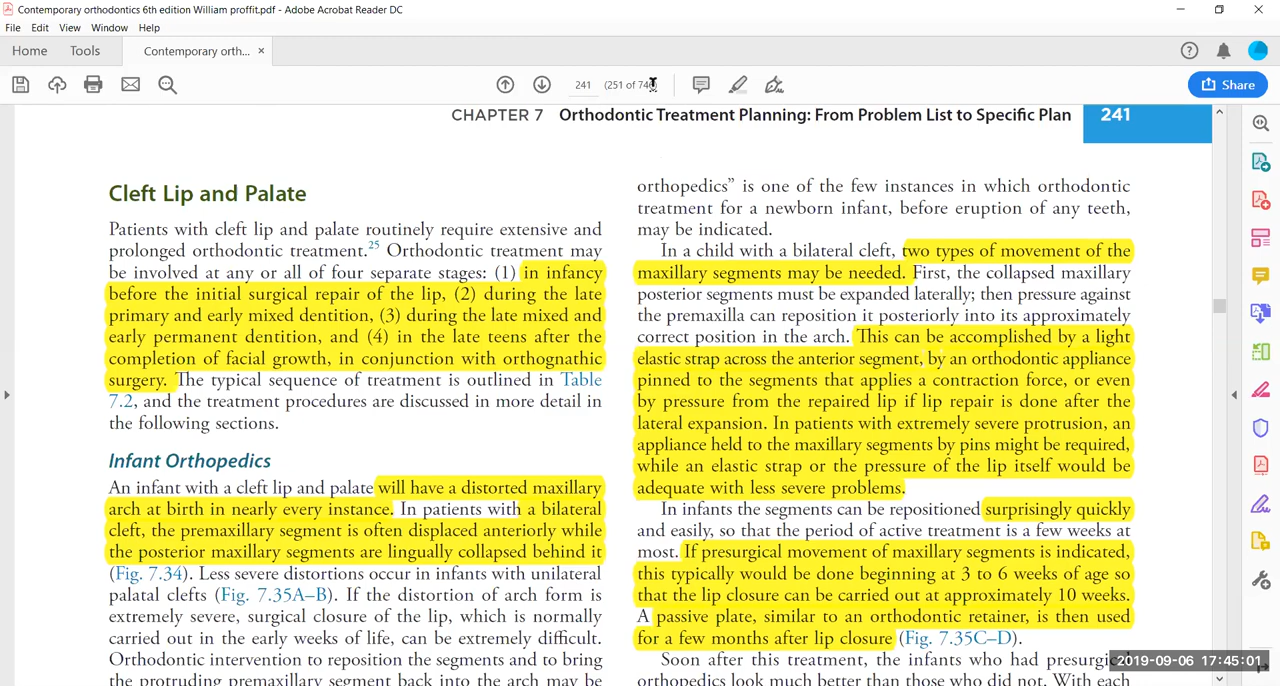 Contemporary orthodontics 6th edition William proffit.pdf - Adobe Acrobat Reader DC
File Edit View Window Help
Home Tools Contemporary orth... ×
241 (251 of 74
Share
CHAPTER 7 Orthodontic Treatment Planning: From Problem List to Specific Plan 241
Cleft Lip and Palate
Patients with cleft lip and palate routinely require extensive and
prolonged orthodontic treatment.25 Orthodontic treatment may
be involved at any or all of four separate stages: (1) in infancy
before the initial surgical repair of the lip, (2) during the late
primary and early mixed dentition, (3) during the late mixed and
early permanent dentition, and (4) in the late teens after the
completion of facial growth, in conjunction with orthognathic
surgery. The typical sequence of treatment is outlined in Table
7.2, and the treatment procedures are discussed in more detail in
the following sections.
Infant Orthopedics
An infant with a cleft lip and palate will have a distorted maxillary
arch at birth in nearly every instance. In patients with a bilateral
cleft, the premaxillary segment is often displaced anteriorly while
the posterior maxillary segments are lingually collapsed behind it
(Fig. 7.34). Less severe distortions occur in infants with unilateral
palatal clefts (Fig. 7.35A–B). If the distortion of arch form is
extremely severe, surgical closure of the lip, which is normally
carried out in the early weeks of life, can be extremely difficult.
Orthodontic intervention to reposition the segments and to bring
the protruding premaxillary segment back into the arch may be
orthopedics” is one of the few instances in which orthodontic
treatment for a newborn infant, before eruption of any teeth,
may be indicated.
In a child with a bilateral cleft, two types of movement of the
maxillary segments may be needed. First, the collapsed maxillary
posterior segments must be expanded laterally; then pressure against
the premaxilla can reposition it posteriorly into its approximately
correct position in the arch. This can be accomplished by a light
elastic strap across the anterior segment, by an orthodontic appliance
pinned to the segments that applies a contraction force, or even
by pressure from the repaired lip if lip repair is done after the
lateral expansion. In patients with extremely severe protrusion, an
appliance held to the maxillary segments by pins might be required,
while an elastic strap or the pressure of the lip itself would be
adequate with less severe problems.
In infants the segments can be repositioned surprisingly quickly
and easily, so that the period of active treatment is a few weeks at
most. If presurgical movement of maxillary segments is indicated,
this typically would be done beginning at 3 to 6 weeks of age so
that the lip closure can be carried out at approximately 10 weeks.
A passive plate, similar to an orthodontic retainer, is then used
for a few months after lip closure (Fig. 7.35C–D).
Soon after this treatment, the infants who had presurgical
orthopedics look much better than those who did not. With each
2019-09-06 17:45:01